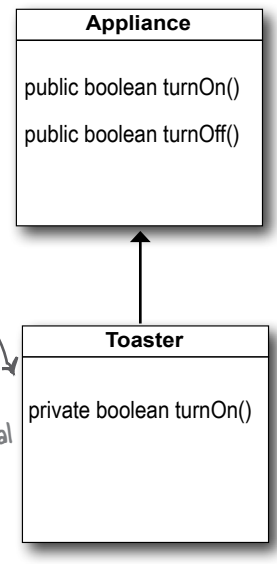 Appliance
public boolean turnOn()
public boolean turnOff()
Toaster
private boolean turnOn()